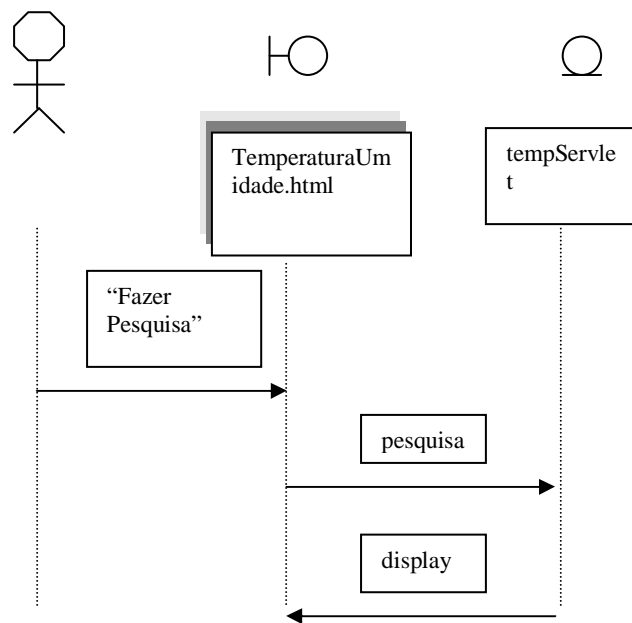 TemperaturaUm
idade.html
tempServle
t
“Fazer
Pesquisa”
pesquisa
display